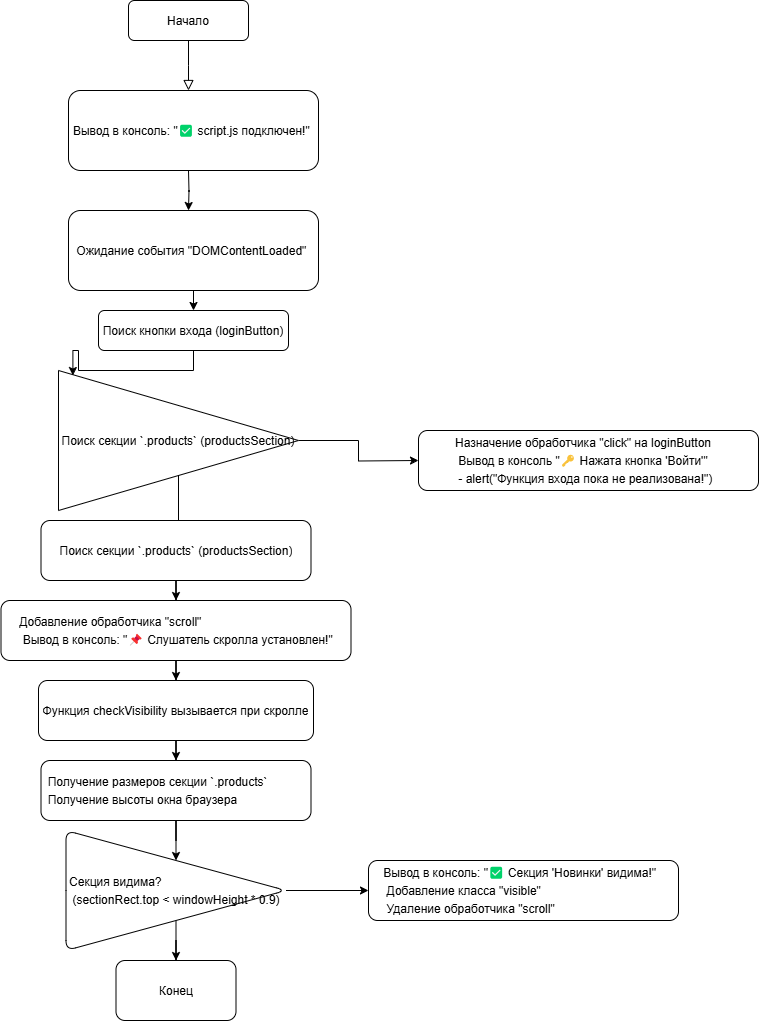 Начало
Вывод в консоль: "✅ script.js подключен!"
Ожидание события "DOMContentLoaded"
Поиск кнопки входа (loginButton)
Поиск секции `.products` (productsSection)
Назначение обработчика "click" на loginButton
Вывод в консоль "🔑 Нажата кнопка 'Войти'"
- alert("Функция входа пока не реализована!")
Поиск секции `.products` (productsSection)
Добавление обработчика "scroll"
Вывод в консоль: "📌 Слушатель скролла установлен!"
Функция checkVisibility вызывается при скролле
Получение размеров секции `.products`
Получение высоты окна браузера
Секция видима?
(sectionRect.top < windowHeight * 0.9)
Вывод в консоль: "✅ Секция 'Новинки' видима!"
Добавление класса "visible"
Удаление обработчика "scroll"
Конец